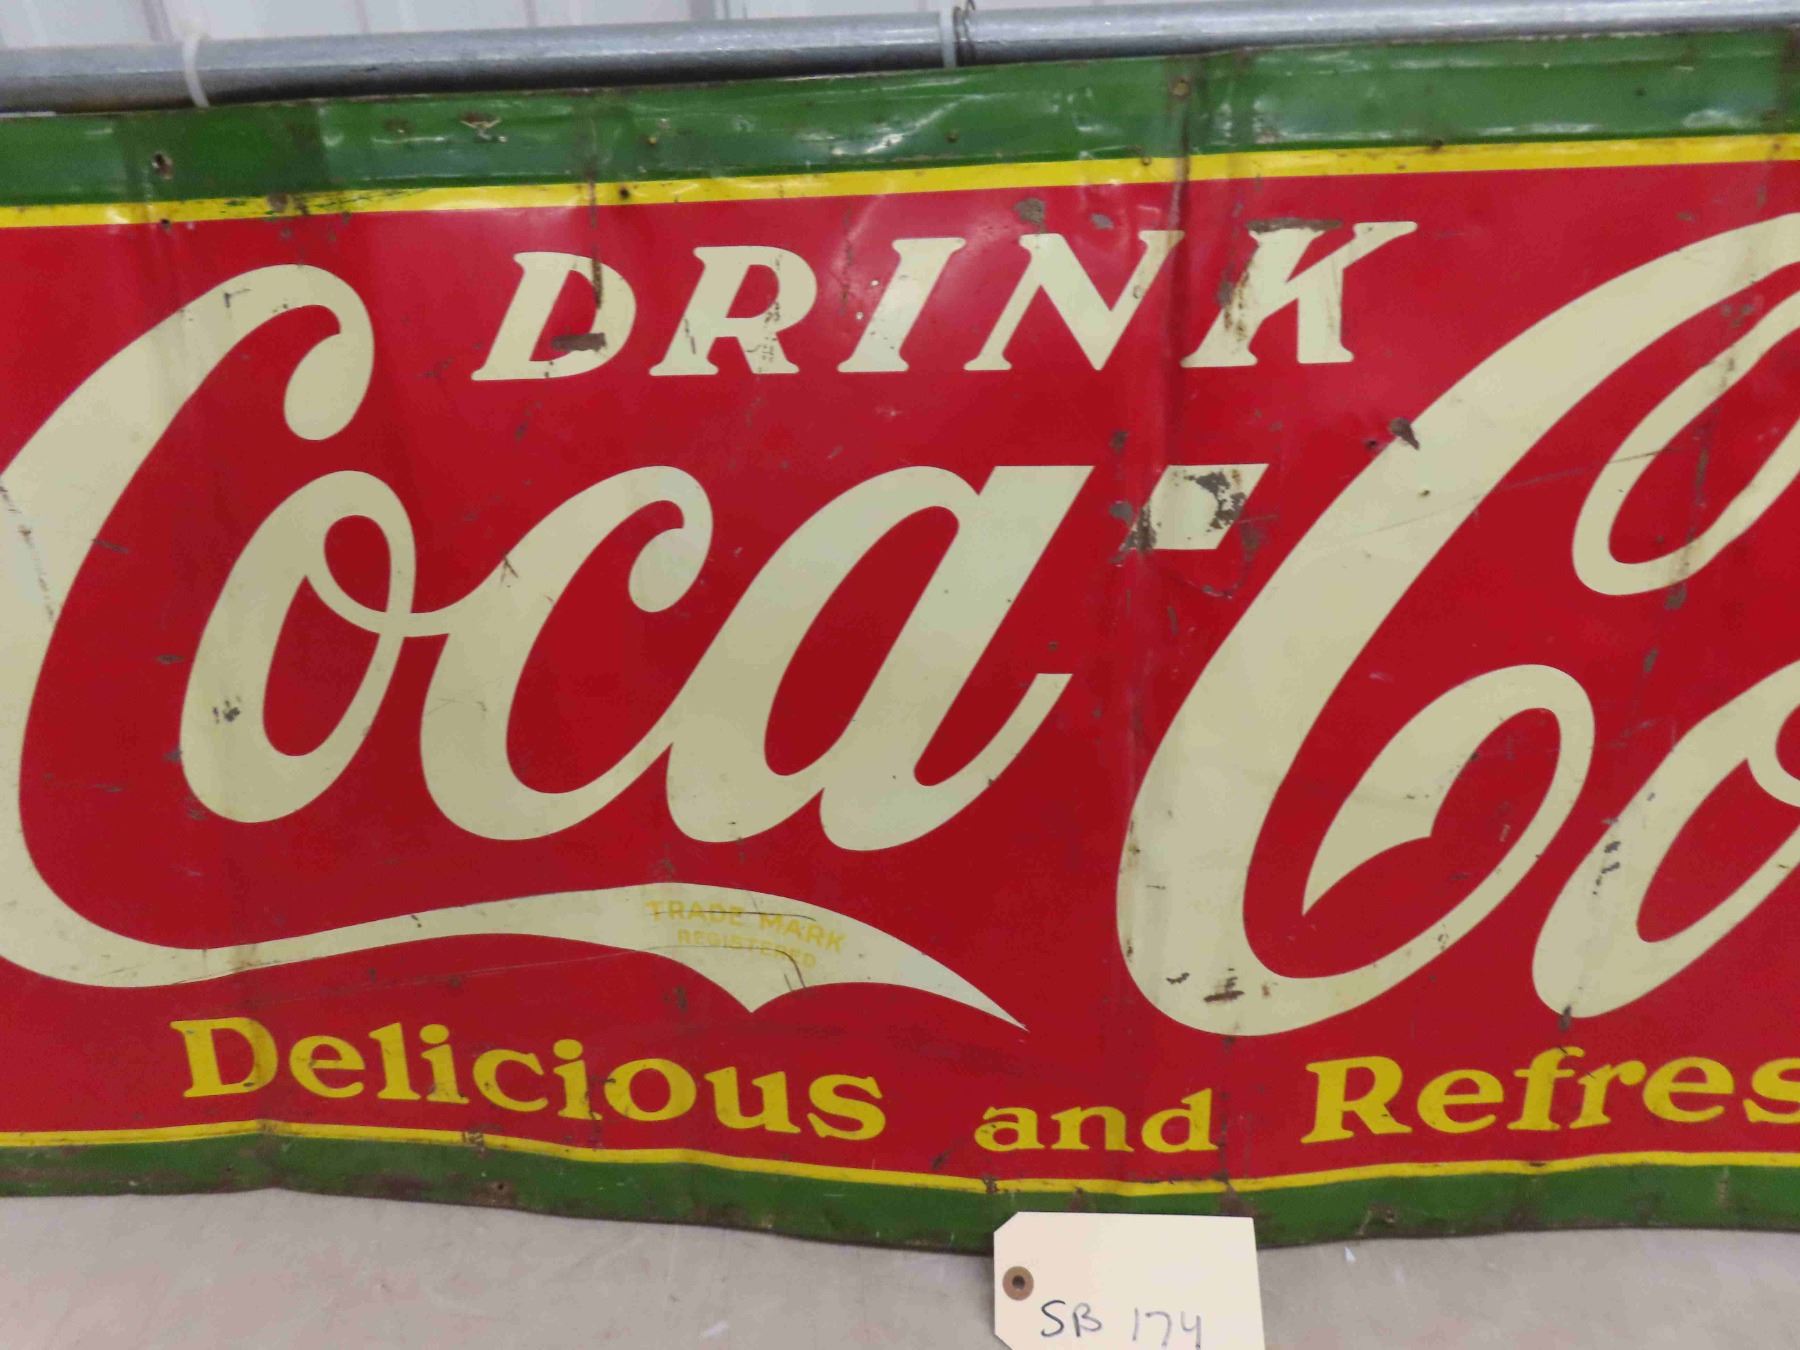 DRINK
Coca-Co
TRADE MARK
REGISTERED
Delicious and Refres
SB 174